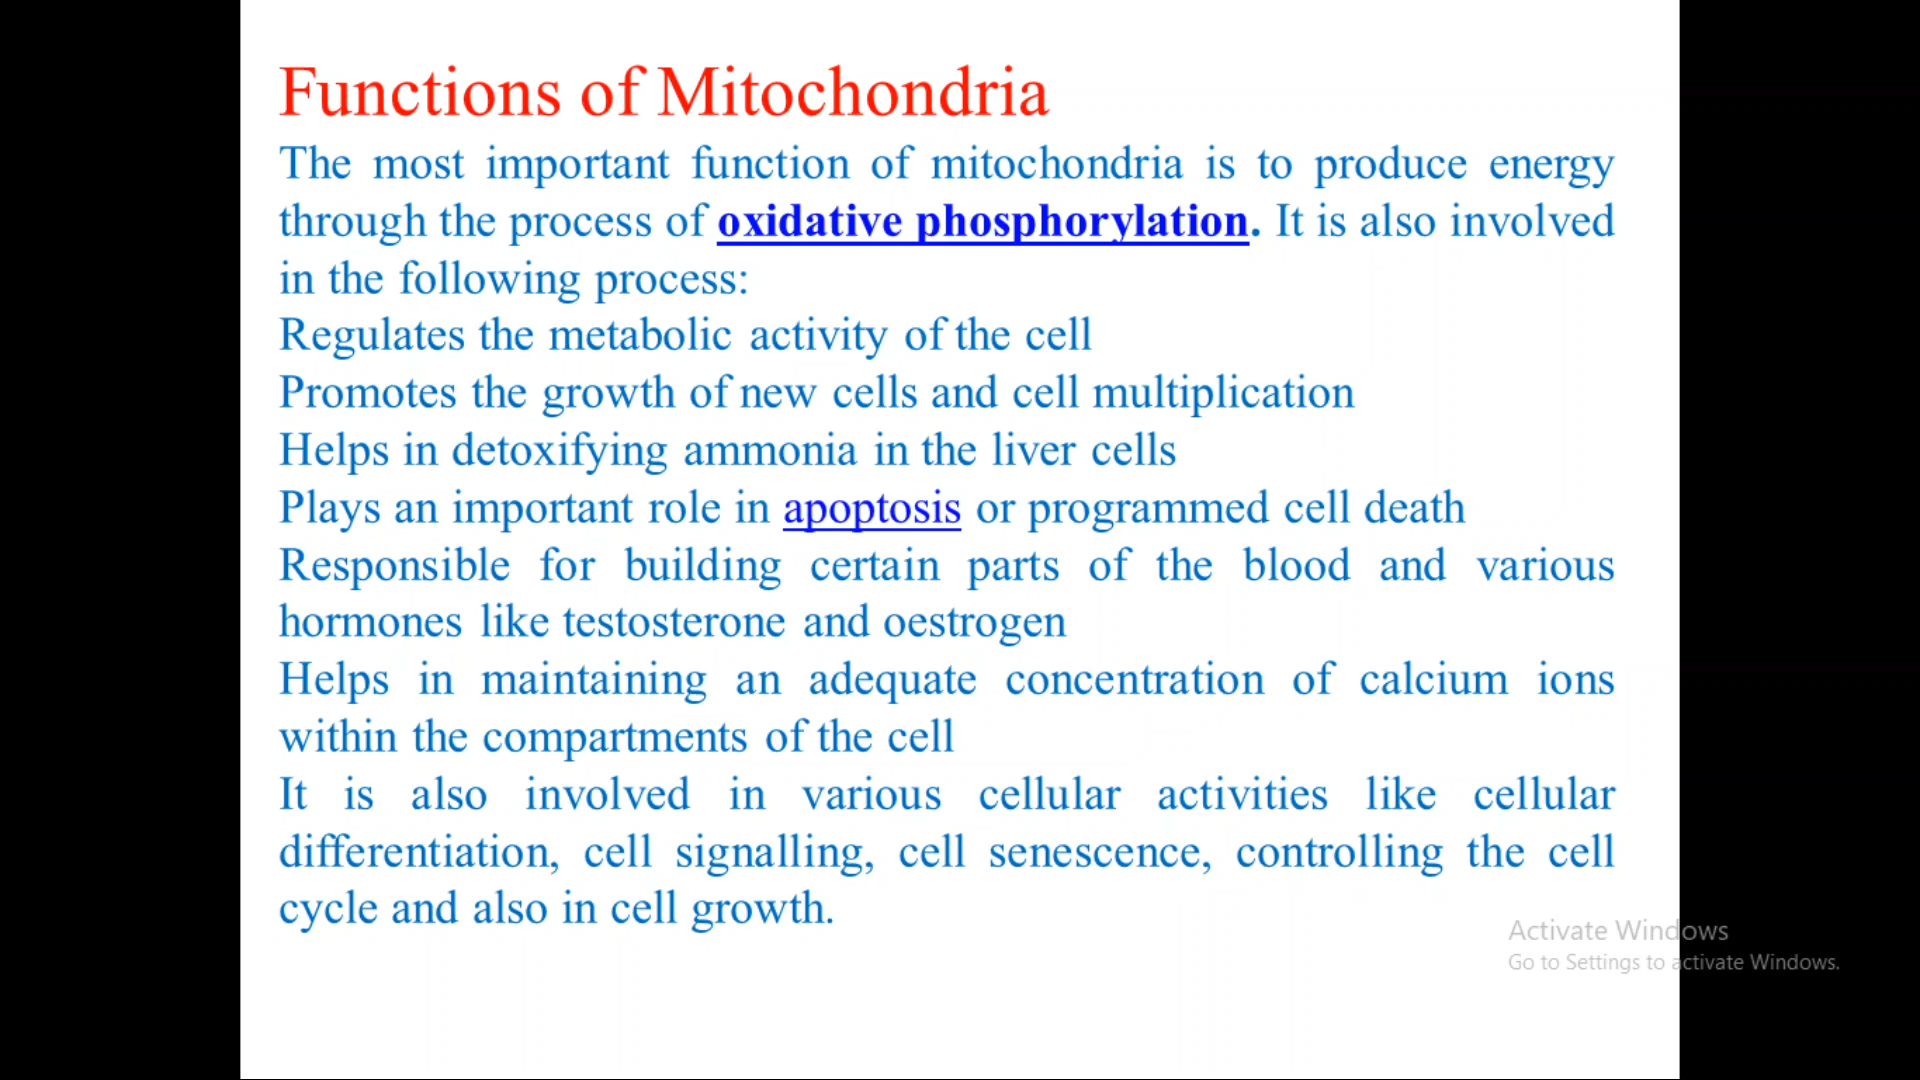 Functions of Mitochondria
The most important function of mitochondria is to produce energy
through the process of oxidative phosphorylation. It is also involved
in the following process:
Regulates the metabolic activity of the cell
Promotes the growth of new cells and cell multiplication
Helps in detoxifying ammonia in the liver cells
Plays an important role in apoptosis or programmed cell death
Responsible for building certain parts of the blood and various
hormones like testosterone and oestrogen
Helps in maintaining an adequate concentration of calcium ions
within the compartments of the cell
It is also involved in various cellular activities like cellular
differentiation, cell signalling, cell senescence, controlling the cell
cycle and also in cell growth.
Activate Windows
Go to Settings to activate Windows.